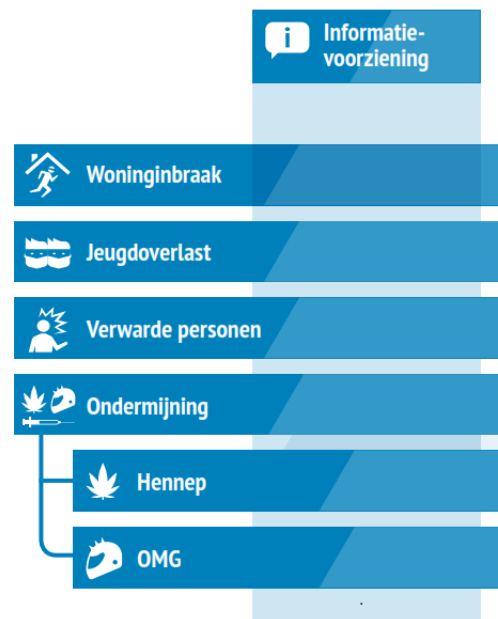 Informatie-
voorziening
Woninginbraak
Jeugdoverlast
Verwarde personen
Ondermijning
Hennep
OMG